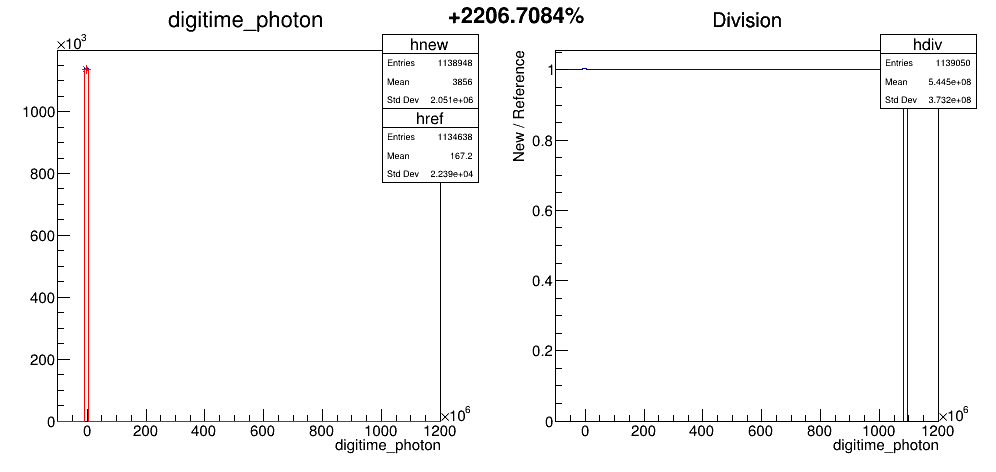 digitime_photon
+2206.7084%
Division
×10³
hnew
Entries 1138948
Mean 3856
Std Dev 2.051e+06
href
Entries 1134638
Mean 167.2
Std Dev 2.239e+04
1000
800
600
400
200
0
0 200 400 600 800 1000 1200
×10⁶
digitime_photon
New / Reference
hdiv
Entries 1139050
Mean 5.445e+08
Std Dev 3.732e+08
1
0.8
0.6
0.4
0.2
0
0 200 400 600 800 1000 1200
×10⁶
digitime_photon